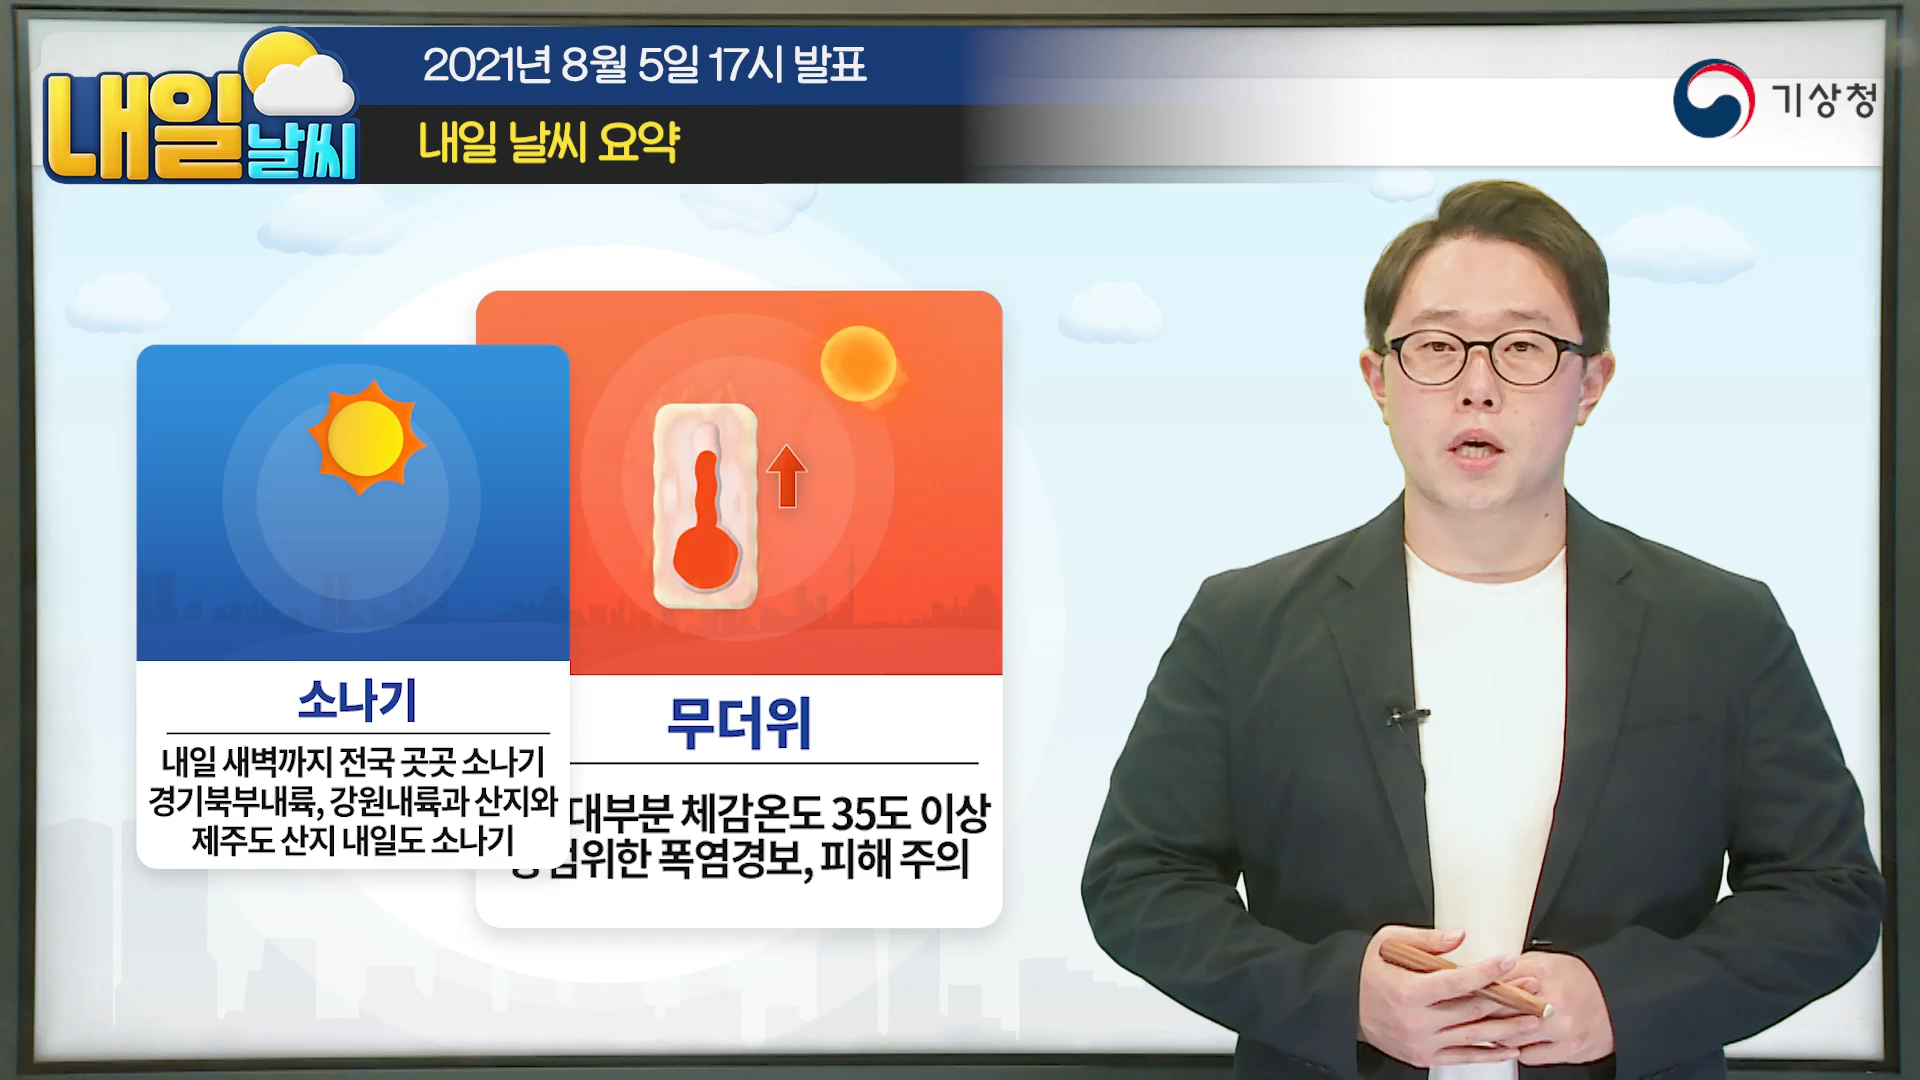 내일
날씨
2021년 8월 5일 17시 발표
내일 날씨 요약
기상청
소나기
내일 새벽까지 전국 곳곳 소나기
경기북부내륙, 강원내륙과 산지와
제주도 산지 내일도 소나기
무더위
대부분 체감온도 35도 이상
폭염경보, 피해 주의